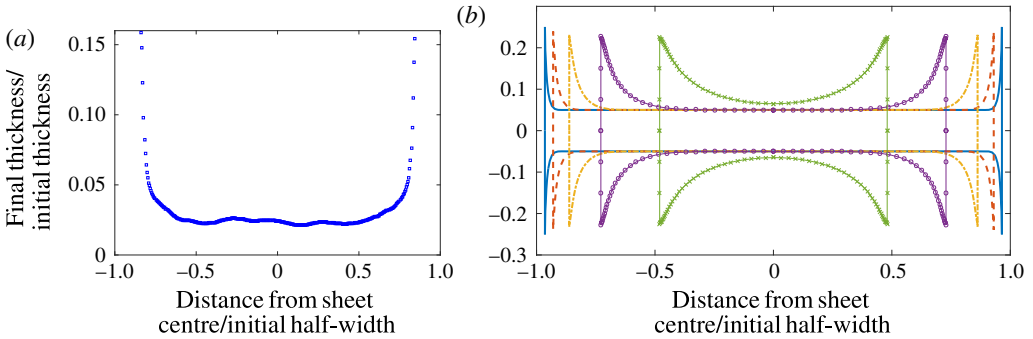 (a)
Final thickness/
initial thickness
0.15
0.10
0.05
0
−1.0 −0.5 0 0.5 1.0
Distance from sheet
centre/initial half-width
(b)
0.2
0.1
0
−0.1
−0.2
−0.3
−1.0 −0.5 0 0.5 1.0
Distance from sheet
centre/initial half-width